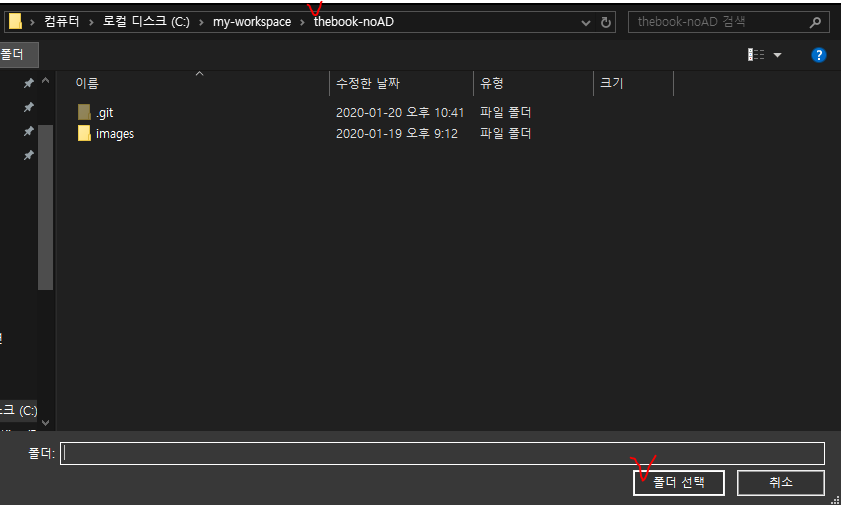 컴퓨터 > 로컬 디스크 (C:) > my-workspace > thebook-noAD
thebook-noAD 검색
폴더
이름 수정한 날짜 유형 크기
.git 2020-01-20 오후 10:41 파일 폴더
images 2020-01-19 오후 9:12 파일 폴더
스크 (C:)
폴더:
폴더 선택 취소